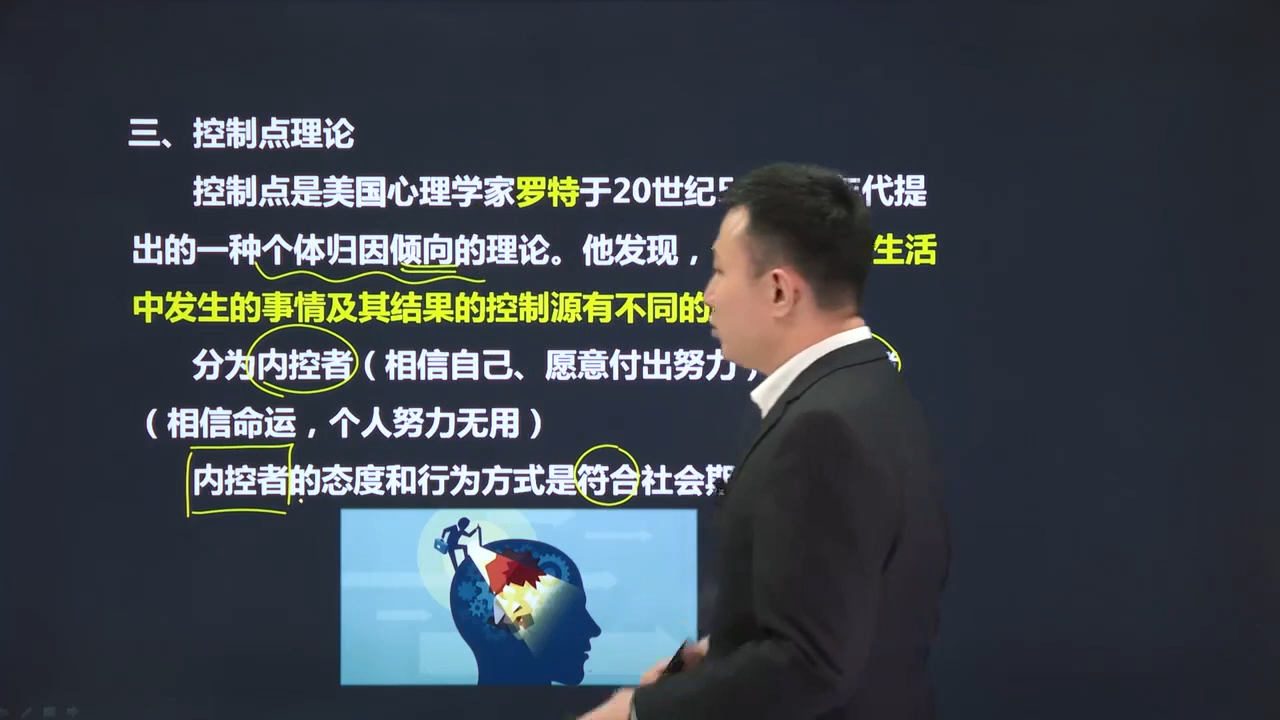 三、控制点理论
控制点是美国心理学家罗特于20世纪 代提
出的一种个体归因倾向的理论。他发现， 生活
中发生的事情及其结果的控制源有不同的
分为内控者（相信自己、愿意付出努力）
（相信命运，个人努力无用）
内控者的态度和行为方式是符合社会期